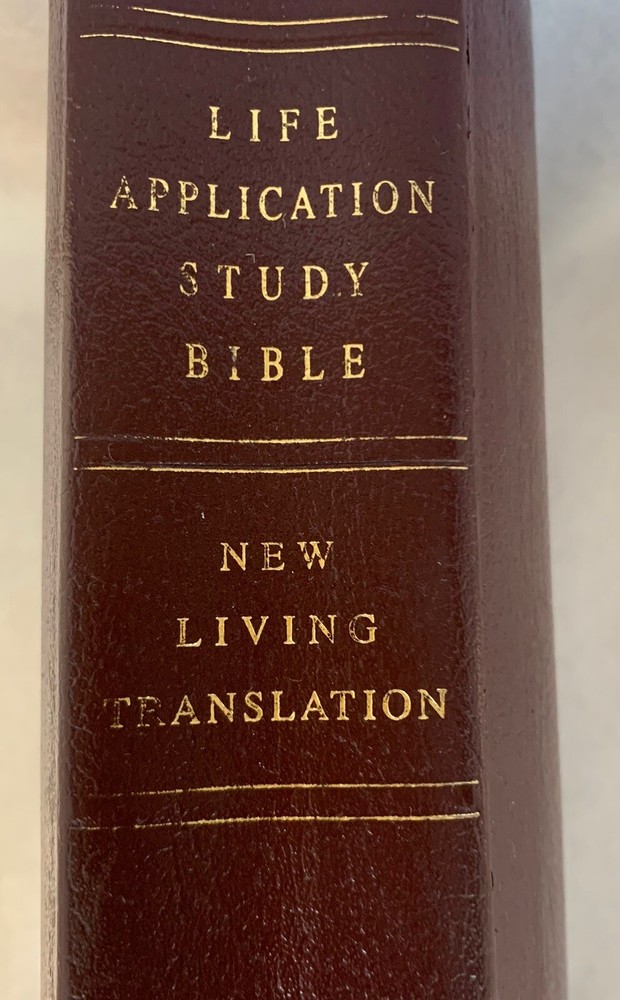 LIFE
APPLICATION
STUDY
BIBLE
NEW
LIVING
TRANSLATION